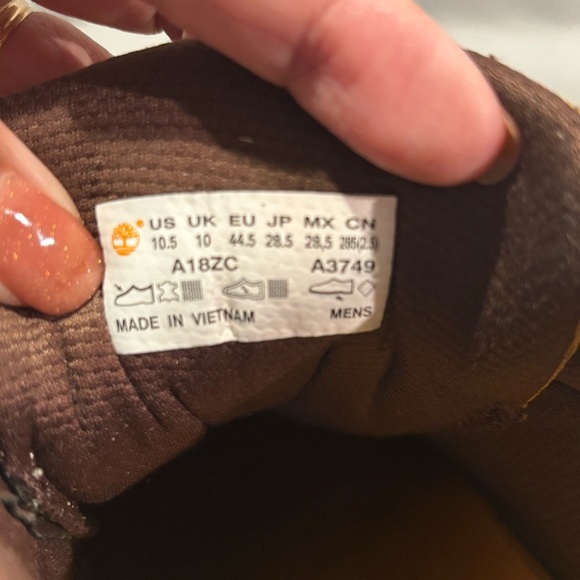 US UK EU JP MX CN
10.5 10 44.5 28.5 28.5 285(2.5)
A18ZC A3749
MADE IN VIETNAM MENS